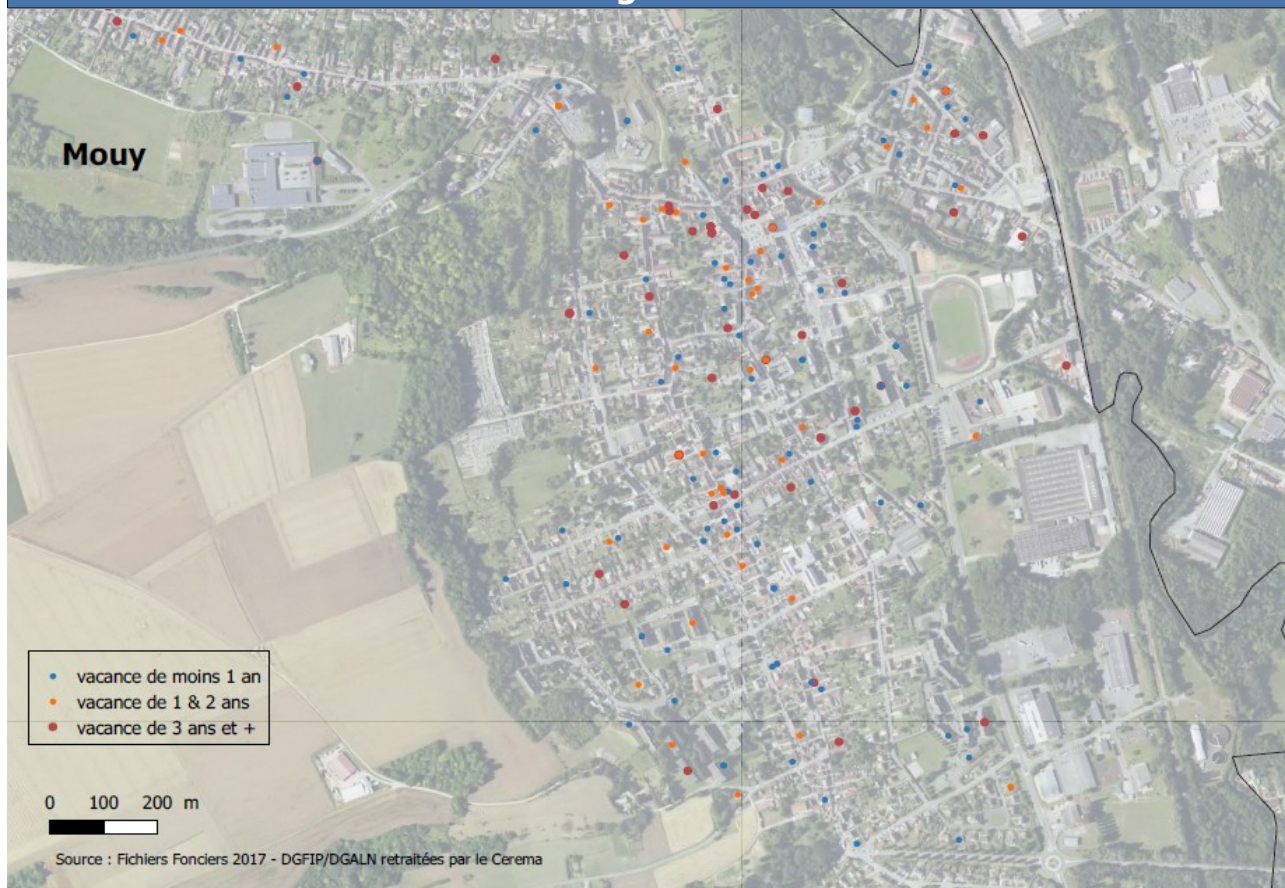 Mouy
vacance de moins 1 an
vacance de 1 & 2 ans
vacance de 3 ans et +
0 100 200 m
Source : Fichiers Fonciers 2017 - DGFIP/DGALN retraitées par le Cerema